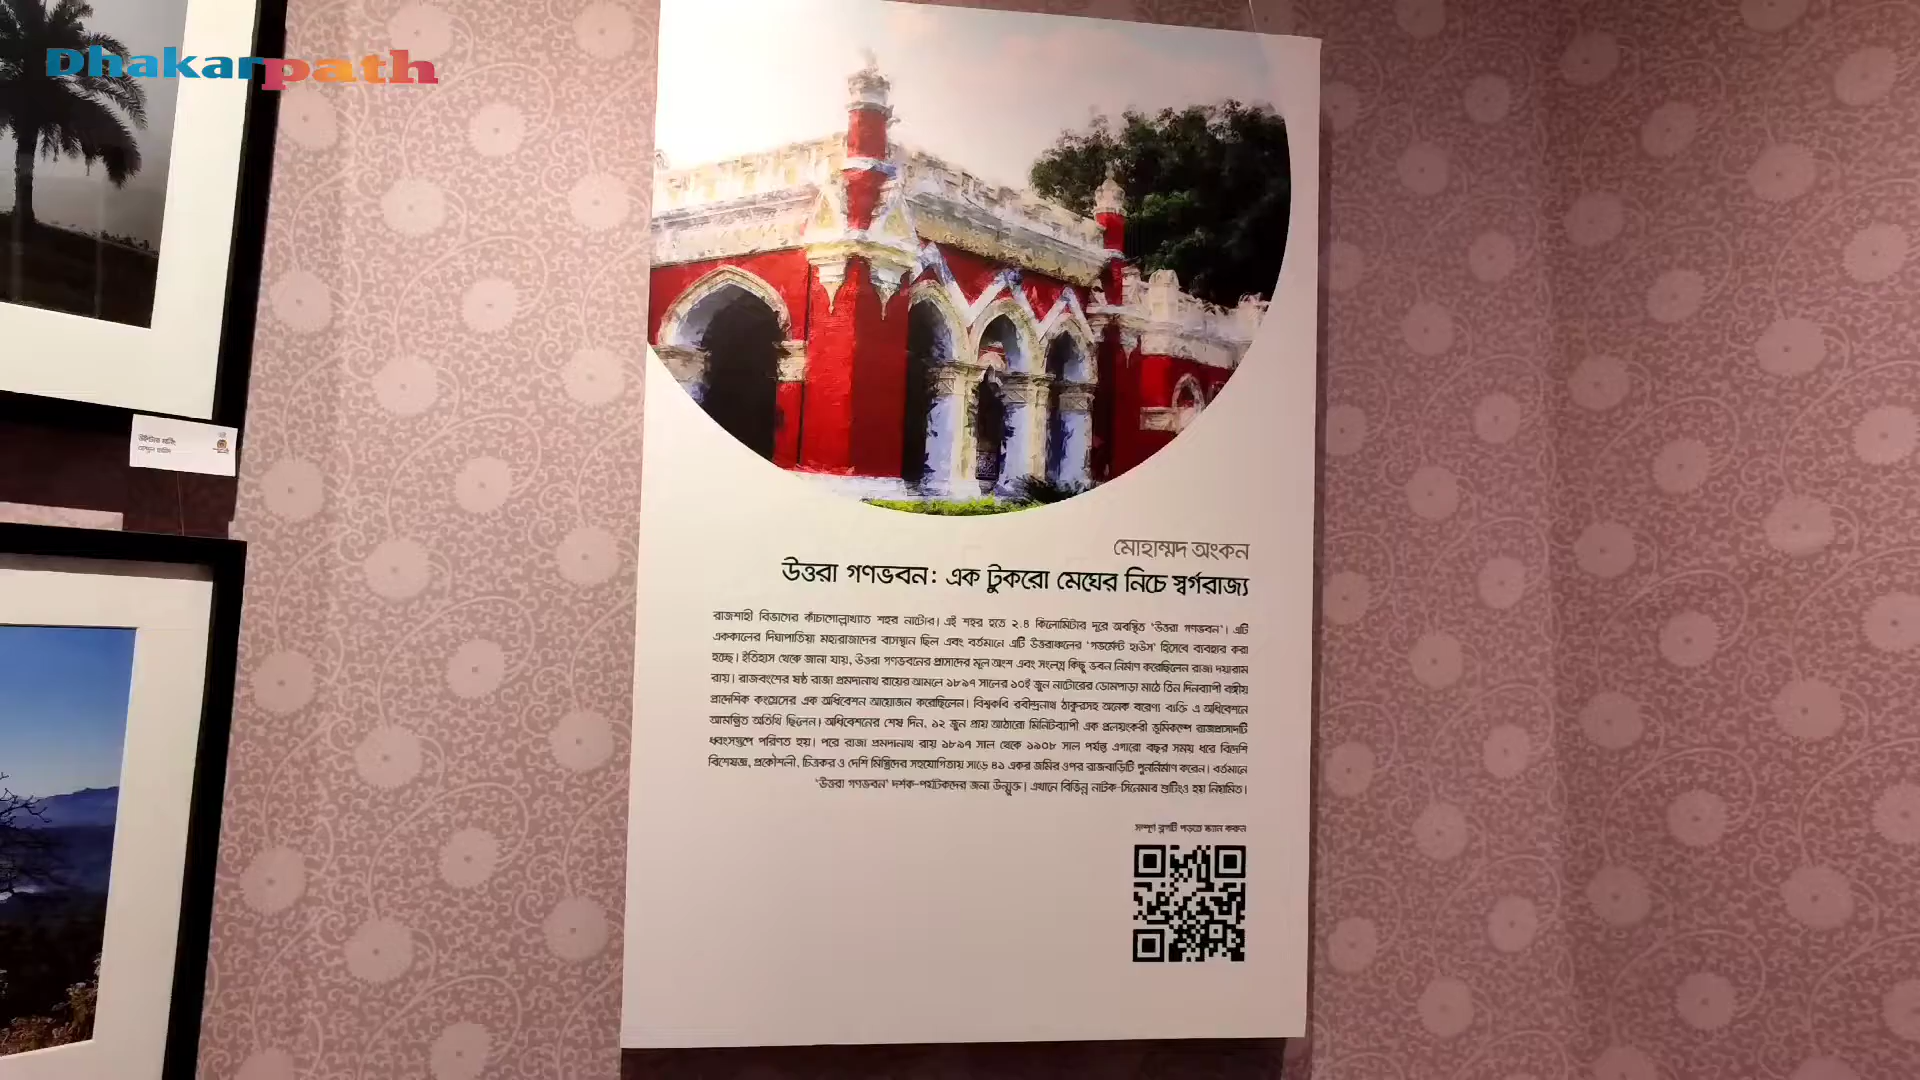 Dhakarpath
মোহাম্মদ অংকন
উত্তরা গণভবন: এক টুকরো মেঘের নিচে স্বর্গরাজ্য
রাজশাহী বিভাগের কাঁচাগোল্লাখ্যাত শহর নাটোর। এই শহর হতে ২.৪ কিলোমিটার দূরে অবস্থিত ‘উত্তরা গণভবন’। এটি
এককালের দিঘাপাতিয়া মহারাজাদের বাসস্থান ছিল এবং বর্তমানে এটি উত্তরাঞ্চলের ‘গভর্মেন্ট হাউস’ হিসেবে ব্যবহার করা
হচ্ছে। ইতিহাস থেকে জানা যায়, উত্তরা গণভবনের প্রাসাদের মূল অংশ এবং সংলগ্ন কিছু ভবন নির্মাণ করেছিলেন রাজা দয়ারাম
রায়। রাজবংশের ষষ্ঠ রাজা প্রমদানাথ রায়ের আমলে ১৮৯৭ সালের ১০ই জুন নাটোরের ডোমপাড়া মাঠে তিন দিনব্যাপী বঙ্গীয়
প্রাদেশিক কংগ্রেসের এক অধিবেশন আয়োজন করেছিলেন। বিশ্বকবি রবীন্দ্রনাথ ঠাকুরসহ অনেক বরেণ্য ব্যক্তি এ অধিবেশনে
আমন্ত্রিত অতিথি ছিলেন। অধিবেশনের শেষ দিন, ১২ জুন প্রায় আঠারো মিনিটব্যাপী এক প্রলয়ংকরী ভূমিকম্পে রাজপ্রাসাদটি
ধ্বংসস্তূপে পরিণত হয়। পরে রাজা প্রমদানাথ রায় ১৮৯৭ সাল থেকে ১৯০৮ সাল পর্যন্ত এগারো বছর সময় ধরে বিদেশি
বিশেষজ্ঞ, প্রকৌশলী, চিত্রকর ও দেশি মিস্ত্রিদের সহযোগিতায় সাড়ে ৪১ একর জমির ওপর রাজবাড়িটি পুনর্নির্মাণ করেন। বর্তমানে
‘উত্তরা গণভবন’ দর্শক-পর্যটকদের জন্য উন্মুক্ত। এখানে বিভিন্ন নাটক-সিনেমার শুটিংও হয় নিয়মিত।
সম্পূর্ণ ব্লগটি পড়তে স্ক্যান করুন